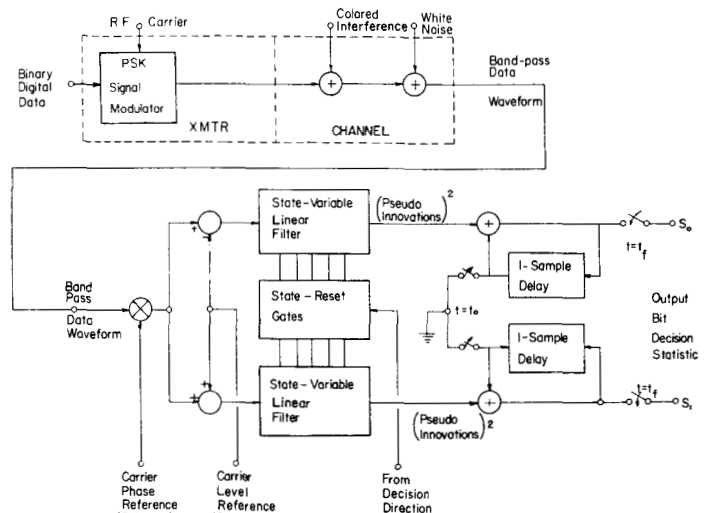 R F Carrier
Colored
Interference
White
Noise
Binary
Digital
Data
PSK
Signal
Modulator
XMTR
CHANNEL
Band-pass
Data
Waveform
State-Variable
Linear
Filter
(Pseudo
Innovations)²
+
+
+
t=t_f
S₀
1-Sample
Delay
Band
Pass
Data
Waveform
State-Reset
Gates
t=t₀
Output
Bit
Decision
Statistic
1-Sample
Delay
+
+
State-Variable
Linear
Filter
+
(Pseudo
Innovations)²
t=t_f
S₁
Carrier
Phase
Reference
Carrier
Level
Reference
From
Decision
Direction